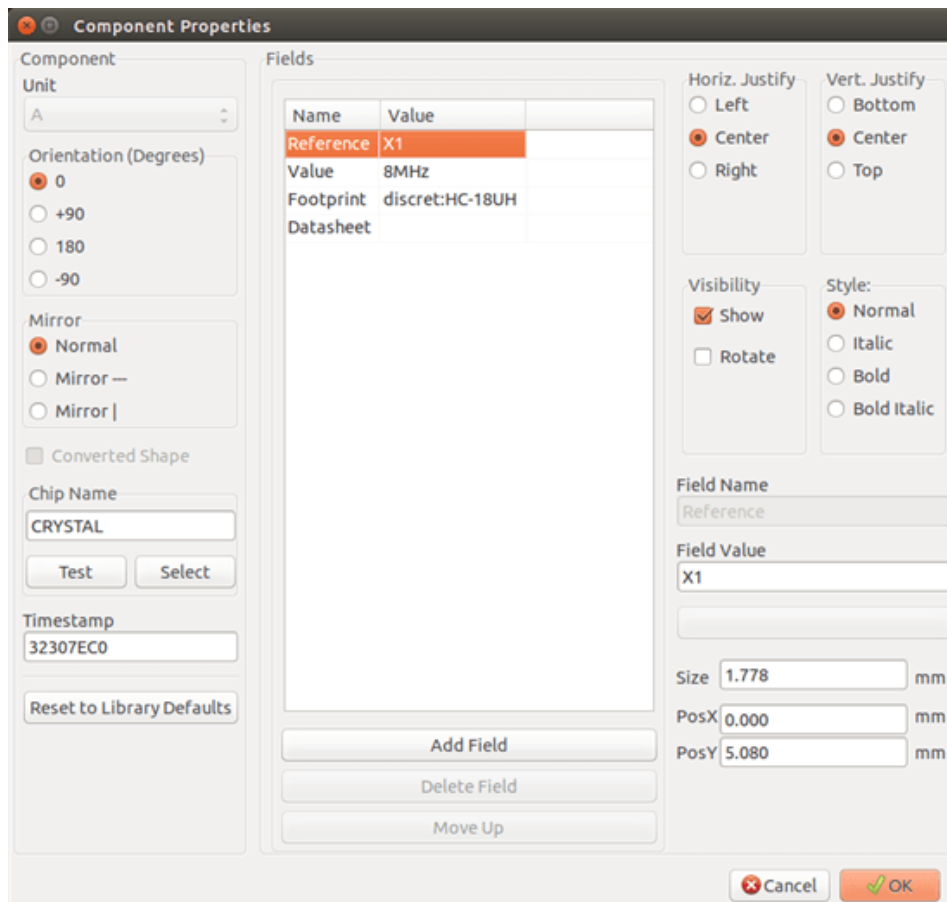 Component Properties
Component
Unit
A
Orientation (Degrees)
0
+90
180
-90
Mirror
Normal
Mirror ---
Mirror |
Converted Shape
Chip Name
CRYSTAL
Test Select
Timestamp
32307EC0
Reset to Library Defaults
Fields
Name Value
Reference X1
Value 8MHz
Footprint discret:HC-18UH
Datasheet
Add Field
Delete Field
Move Up
Horiz. Justify
Left
Center
Right
Vert. Justify
Bottom
Center
Top
Visibility
Show
Rotate
Style:
Normal
Italic
Bold
Bold Italic
Field Name
Reference
Field Value
X1
Size 1.778 mm
PosX 0.000 mm
PosY 5.080 mm
Cancel OK